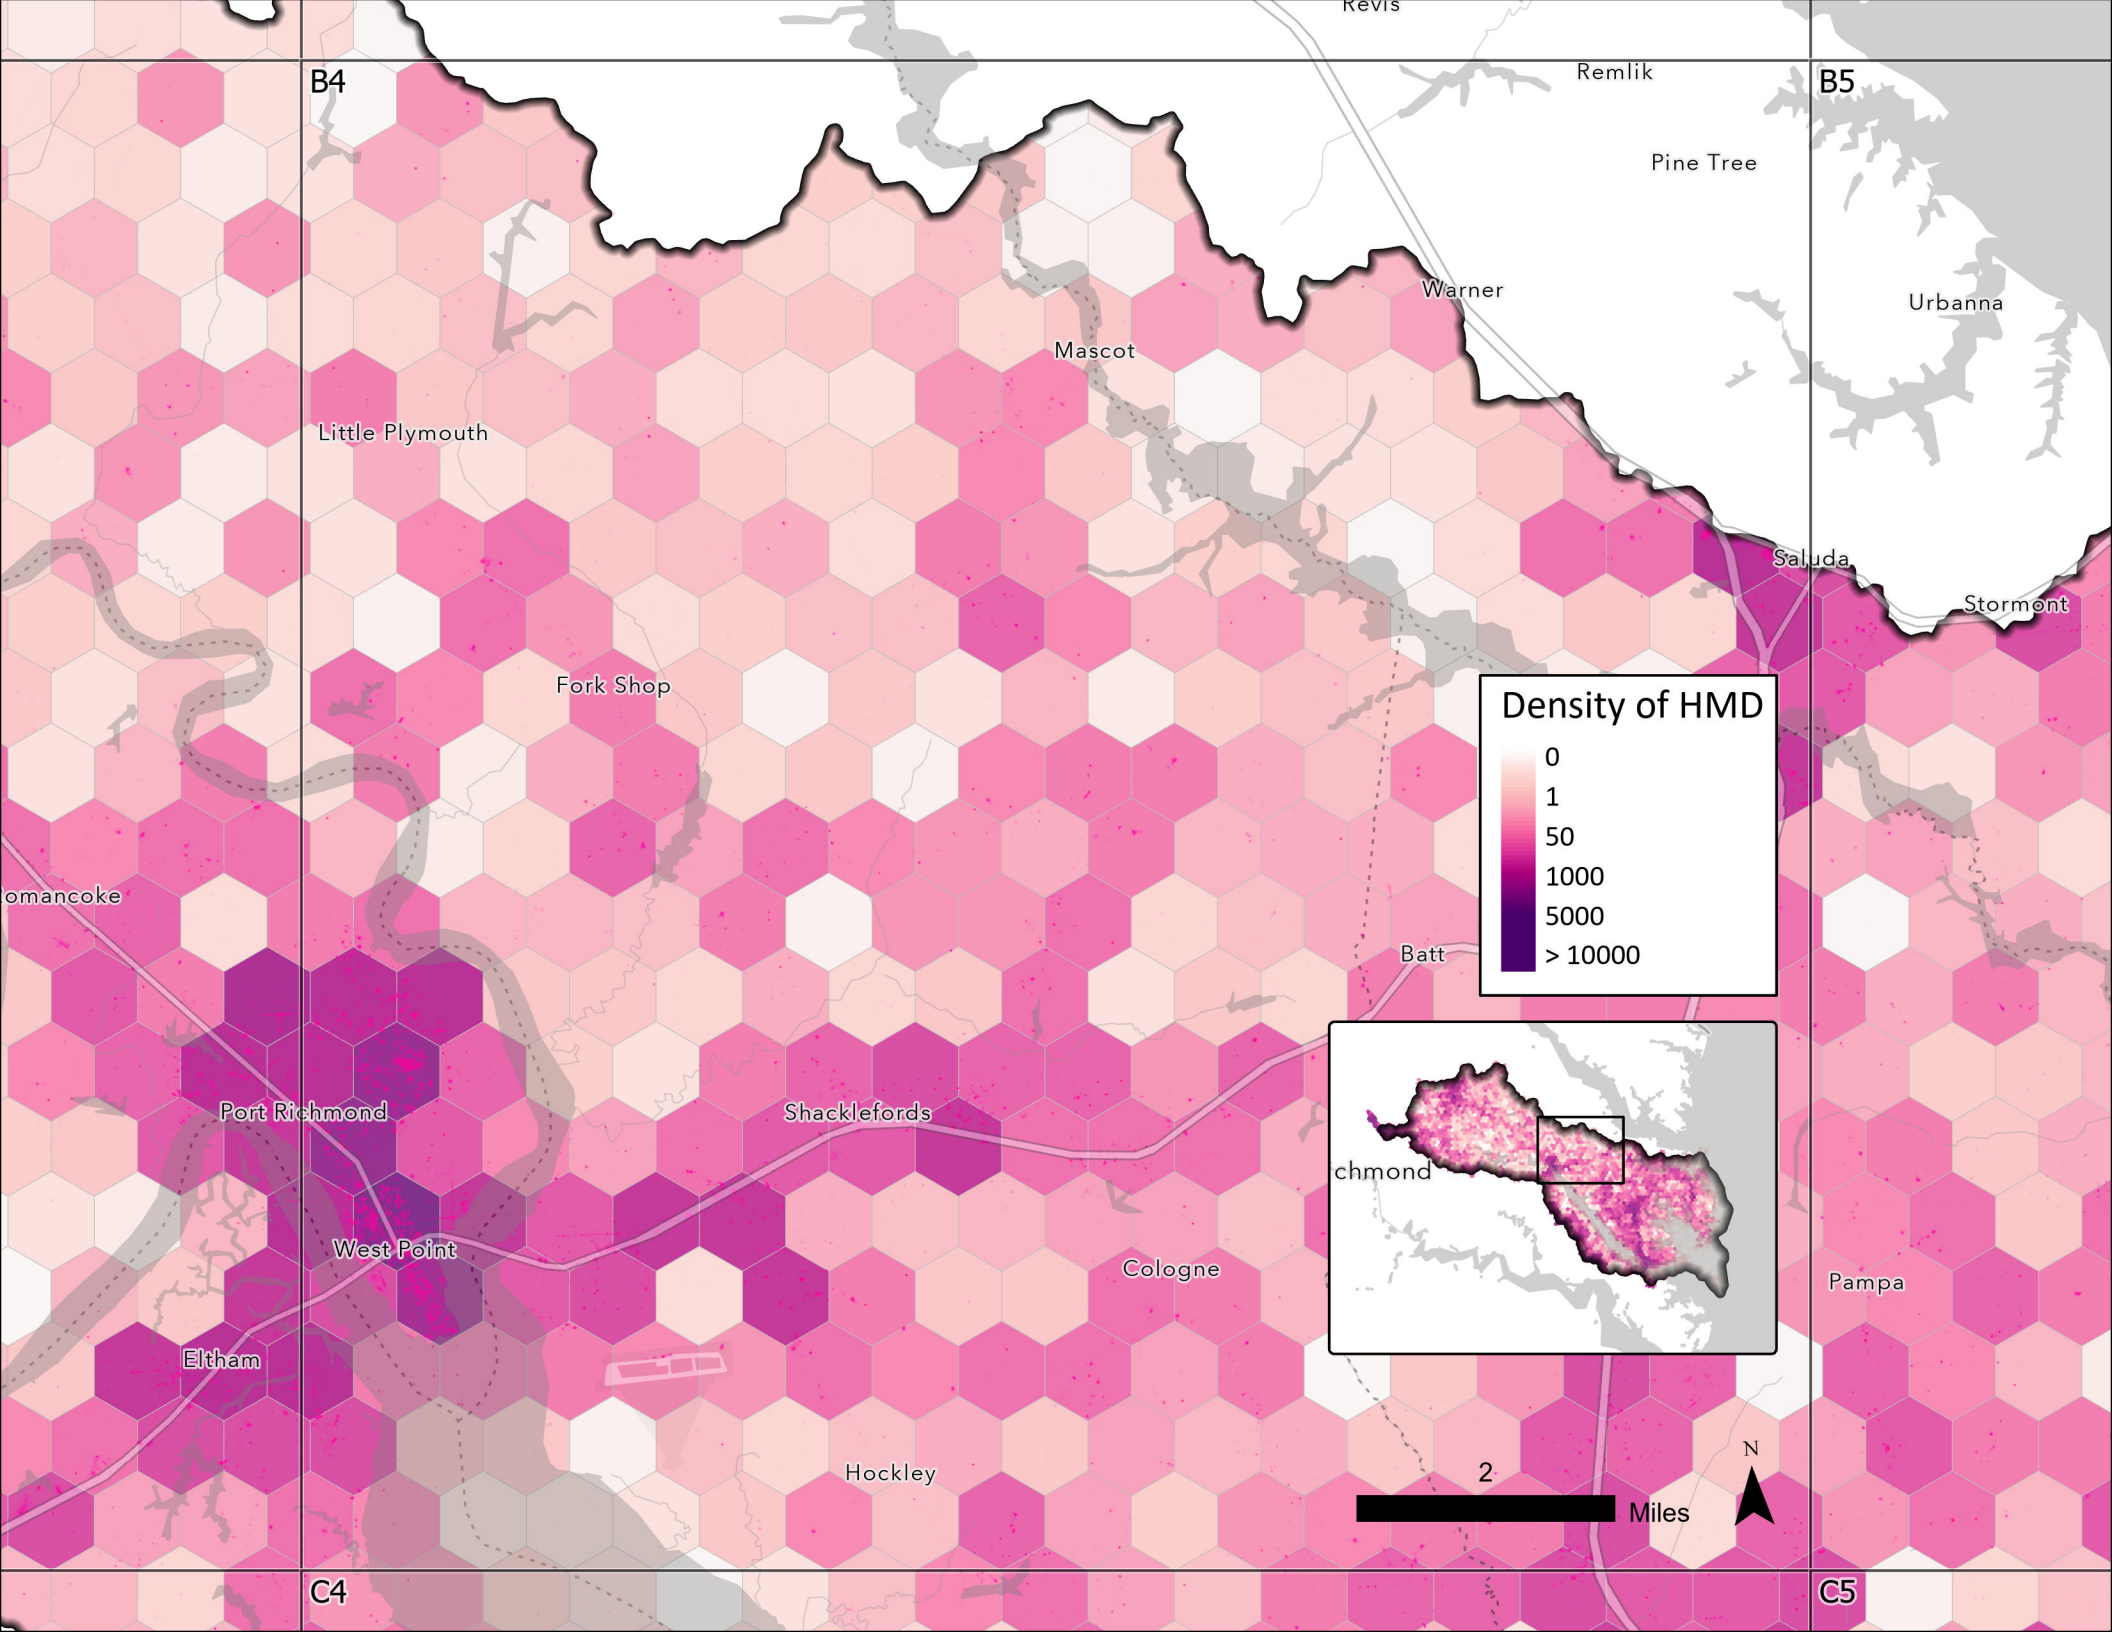 Revis
B4
Remlik
B5
Pine Tree
Warner
Urbanna
Mascot
Little Plymouth
Saluda
Stormont
Fork Shop
Density of HMD
0
1
50
1000
5000
> 10000
omancoke
Batt
Port Richmond
Shacklefords
chmond
West Point
Cologne
Pampa
Eltham
N
Hockley
2
Miles
C4
C5